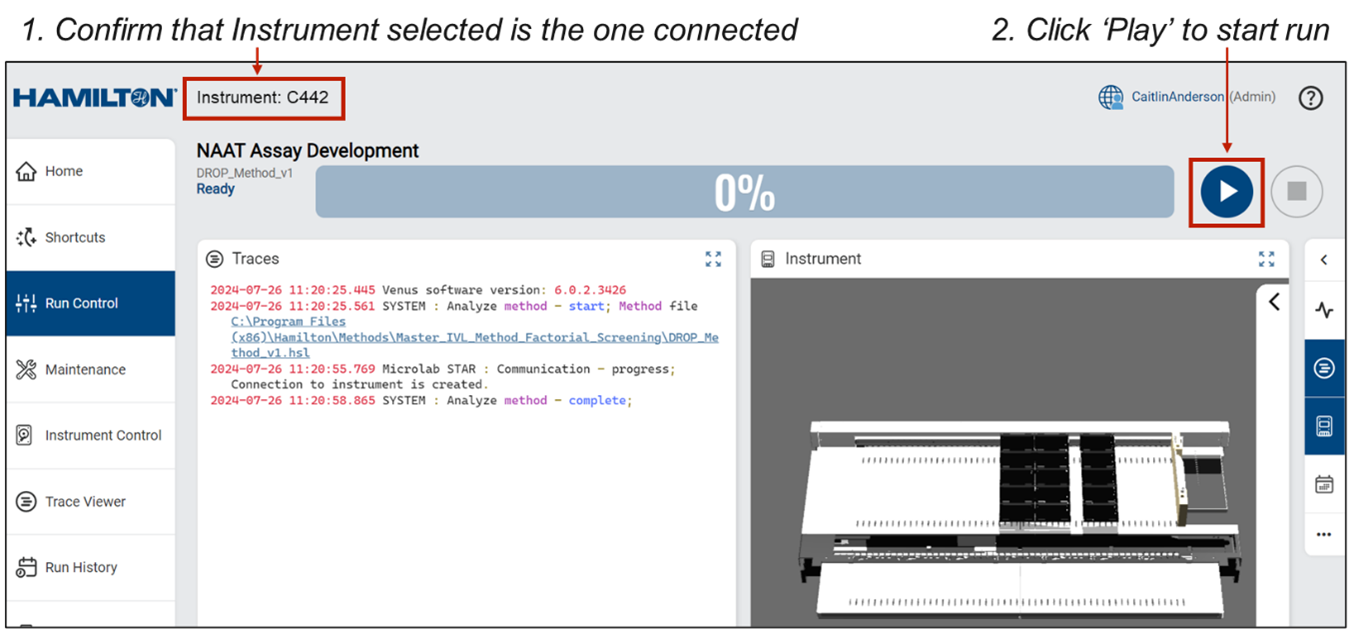 1. Confirm that Instrument selected is the one connected
2. Click ‘Play’ to start run
HAMILTON
Instrument: C442
CaitlinAnderson (Admin)
?
Home
Shortcuts
Run Control
Maintenance
Instrument Control
Trace Viewer
Run History
NAAT Assay Development
DROP_Method_v1
Ready
0%
Traces
2024-07-26 11:20:25.445 Venus software version: 6.0.2.3426
2024-07-26 11:20:25.561 SYSTEM : Analyze method - start; Method file
C:\Program Files
(x86)\Hamilton\Methods\Master_IVL_Method_Factorial_Screening\DROP_Me
thod_v1.hsl
2024-07-26 11:20:55.769 Microlab STAR : Communication - progress;
Connection to instrument is created.
2024-07-26 11:20:58.865 SYSTEM : Analyze method - complete;
Instrument